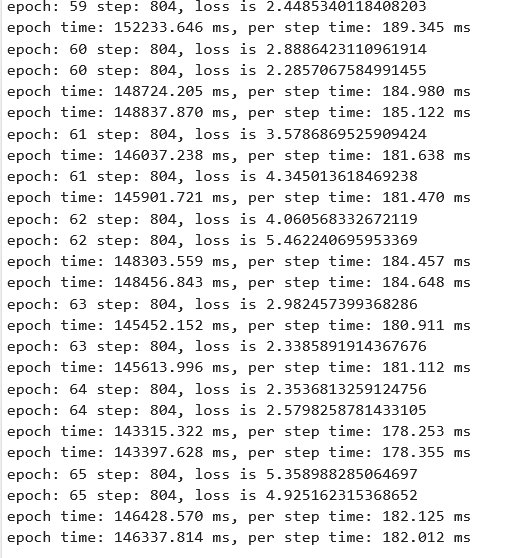 epoch: 59 step: 804, loss is 2.4485340118408203
epoch time: 152233.646 ms, per step time: 189.345 ms
epoch: 60 step: 804, loss is 2.8886423110961914
epoch: 60 step: 804, loss is 2.2857067584991455
epoch time: 148724.205 ms, per step time: 184.980 ms
epoch time: 148837.870 ms, per step time: 185.122 ms
epoch: 61 step: 804, loss is 3.5786869525909424
epoch time: 146037.238 ms, per step time: 181.638 ms
epoch: 61 step: 804, loss is 4.345013618469238
epoch time: 145901.721 ms, per step time: 181.470 ms
epoch: 62 step: 804, loss is 4.060568332672119
epoch: 62 step: 804, loss is 5.462240695953369
epoch time: 148303.559 ms, per step time: 184.457 ms
epoch time: 148456.843 ms, per step time: 184.648 ms
epoch: 63 step: 804, loss is 2.982457399368286
epoch time: 145452.152 ms, per step time: 180.911 ms
epoch: 63 step: 804, loss is 2.3385891914367676
epoch time: 145613.996 ms, per step time: 181.112 ms
epoch: 64 step: 804, loss is 2.3536813259124756
epoch: 64 step: 804, loss is 2.5798258781433105
epoch time: 143315.322 ms, per step time: 178.253 ms
epoch time: 143397.628 ms, per step time: 178.355 ms
epoch: 65 step: 804, loss is 5.358988285064697
epoch: 65 step: 804, loss is 4.925162315368652
epoch time: 146428.570 ms, per step time: 182.125 ms
epoch time: 146337.814 ms, per step time: 182.012 ms